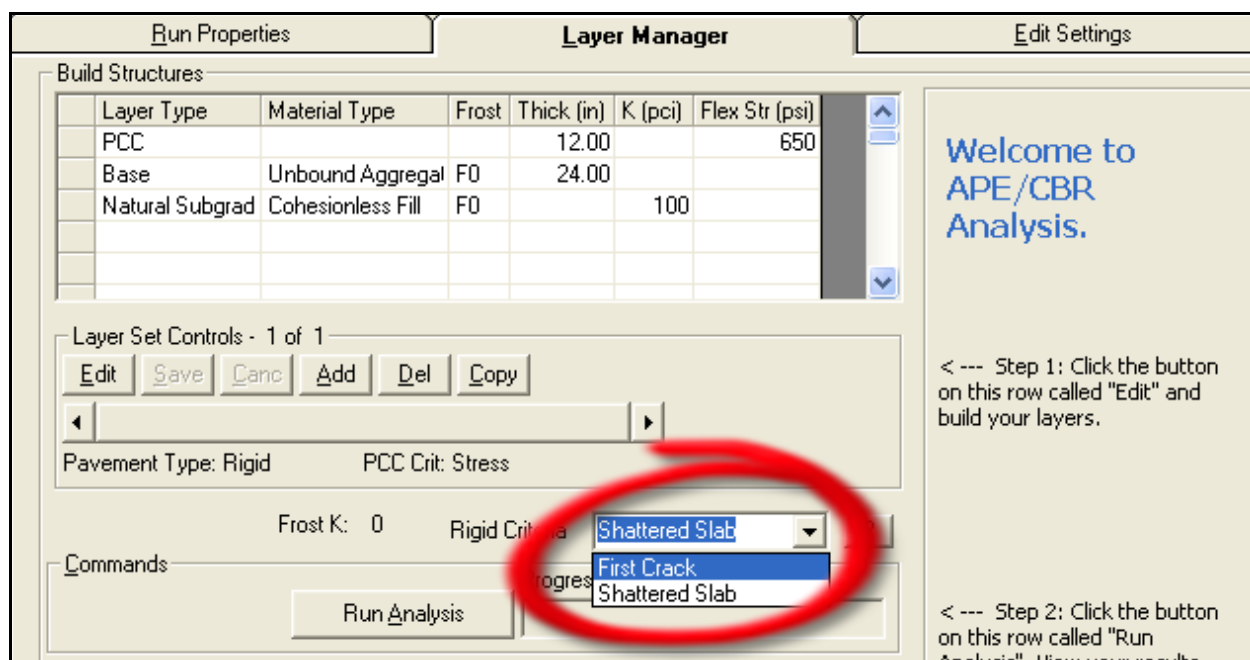 Run Properties Layer Manager Edit Settings
Build Structures
Layer Type Material Type Frost Thick (in) K (pci) Flex Str (psi)
PCC 12.00 650
Base Unbound Aggregat F0 24.00
Natural Subgrad Cohesionless Fill F0 100
Welcome to
APE/CBR
Analysis.
Layer Set Controls - 1 of 1
Edit Save Canc Add Del Copy
Pavement Type: Rigid PCC Crit: Stress
< --- Step 1: Click the button
on this row called "Edit" and
build your layers.
Frost K: 0 Rigid Shattered Slab
First Crack
Shattered Slab
Commands
Run Analysis
< --- Step 2: Click the button
on this row called "Run